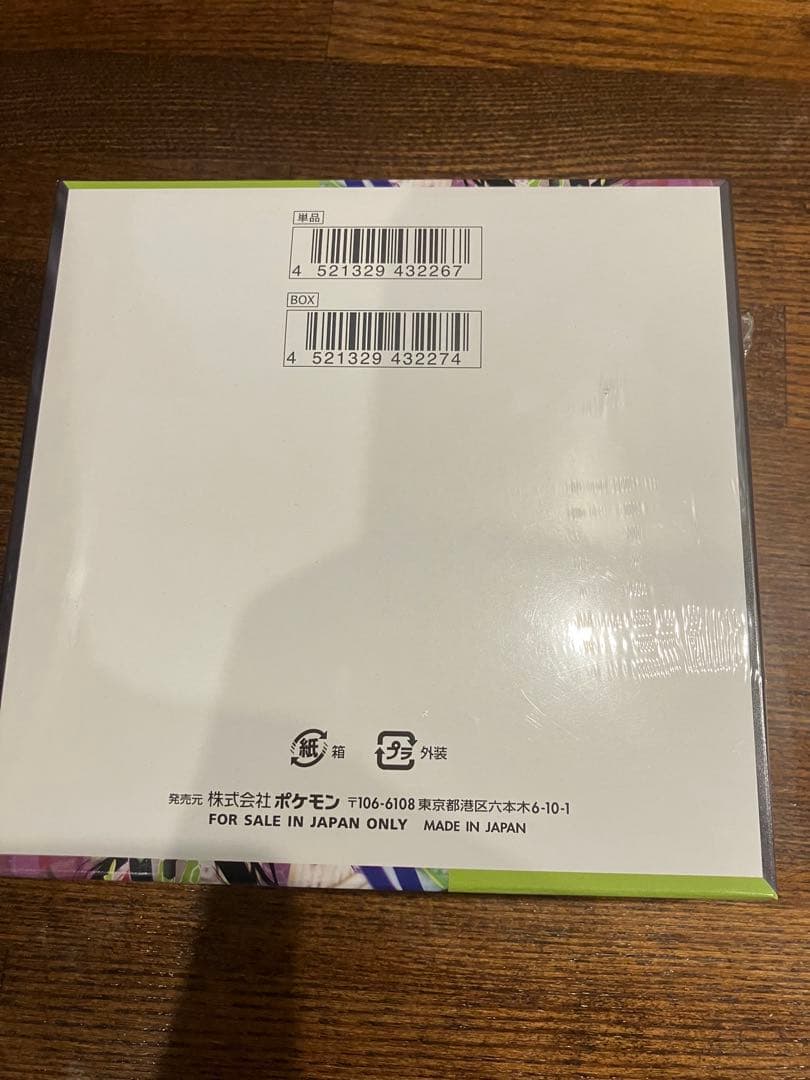 単品
4 521329 432267
BOX
4 521329 432274
紙 箱 プラ 外装
発売元 株式会社 ポケモン 〒106-6108 東京都港区六本木6-10-1
FOR SALE IN JAPAN ONLY MADE IN JAPAN